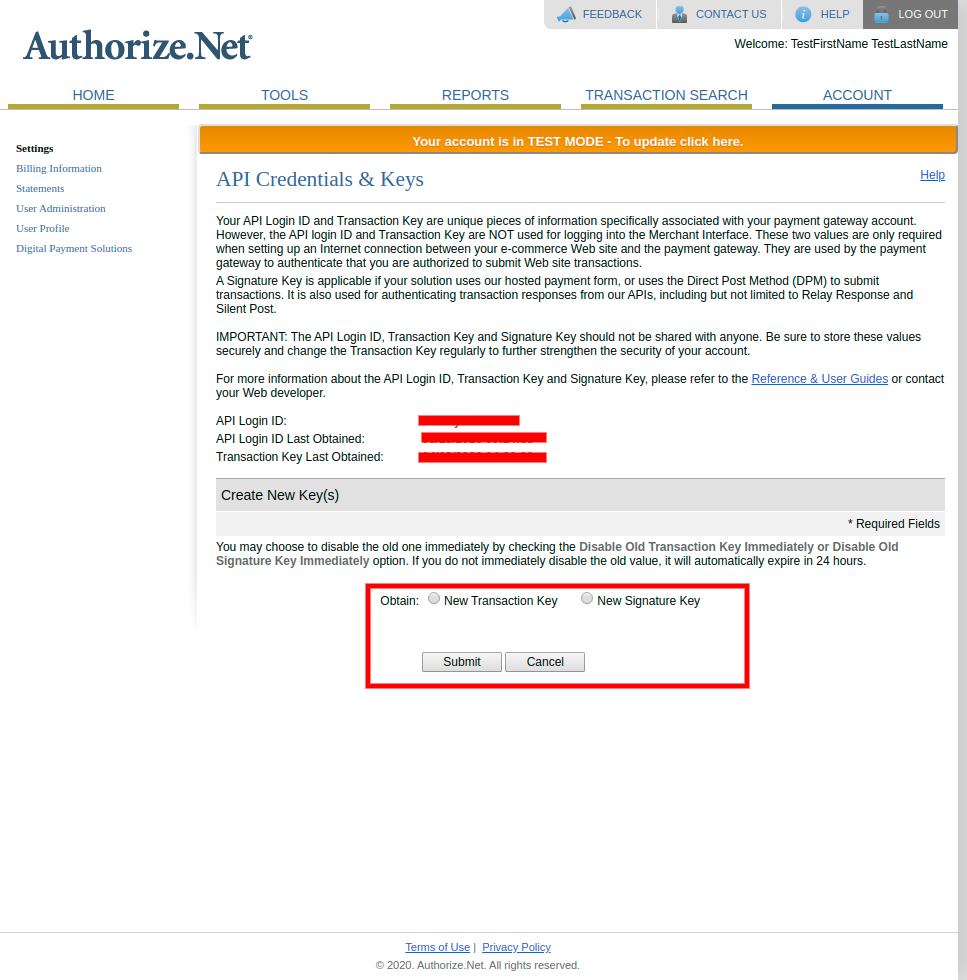 FEEDBACK CONTACT US HELP LOG OUT
Authorize.Net®
Welcome: TestFirstName TestLastName
HOME TOOLS REPORTS TRANSACTION SEARCH ACCOUNT
Settings
Billing Information
Statements
User Administration
User Profile
Digital Payment Solutions
Your account is in TEST MODE - To update click here.
API Credentials & Keys
Help
Your API Login ID and Transaction Key are unique pieces of information specifically associated with your payment gateway account.
However, the API login ID and Transaction Key are NOT used for logging into the Merchant Interface. These two values are only required
when setting up an Internet connection between your e-commerce Web site and the payment gateway. They are used by the payment
gateway to authenticate that you are authorized to submit Web site transactions.
A Signature Key is applicable if your solution uses our hosted payment form, or uses the Direct Post Method (DPM) to submit
transactions. It is also used for authenticating transaction responses from our APIs, including but not limited to Relay Response and
Silent Post.
IMPORTANT: The API Login ID, Transaction Key and Signature Key should not be shared with anyone. Be sure to store these values
securely and change the Transaction Key regularly to further strengthen the security of your account.
For more information about the API Login ID, Transaction Key and Signature Key, please refer to the Reference & User Guides or contact
your Web developer.
API Login ID:
API Login ID Last Obtained:
Transaction Key Last Obtained:
Create New Key(s)
* Required Fields
You may choose to disable the old one immediately by checking the Disable Old Transaction Key Immediately or Disable Old
Signature Key Immediately option. If you do not immediately disable the old value, it will automatically expire in 24 hours.
Obtain: New Transaction Key New Signature Key
Submit Cancel
Terms of Use | Privacy Policy
© 2020. Authorize.Net. All rights reserved.